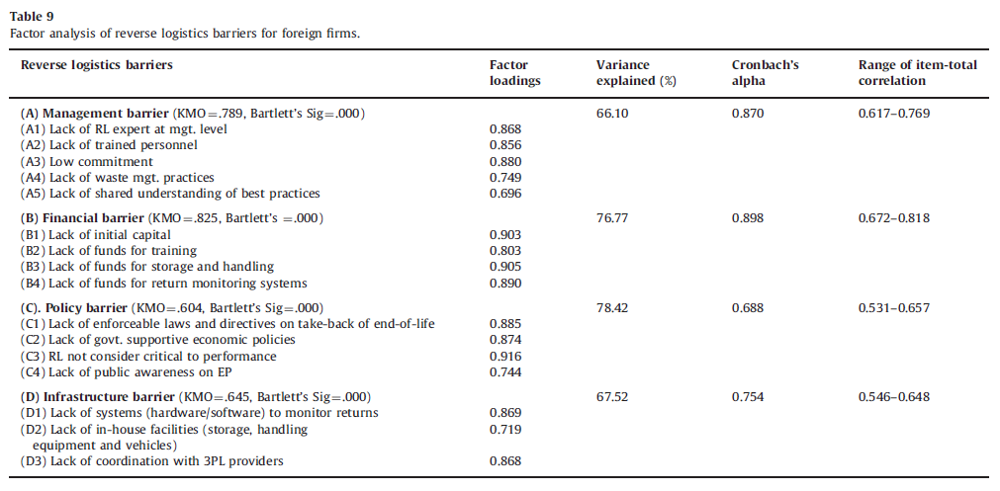 Table 9
Factor analysis of reverse logistics barriers for foreign firms.
Reverse logistics barriers Factor loadings Variance explained (%) Cronbach's alpha Range of item-total correlation
(A) Management barrier (KMO=.789, Bartlett's Sig=.000) 66.10 0.870 0.617–0.769
(A1) Lack of RL expert at mgt. level 0.868
(A2) Lack of trained personnel 0.856
(A3) Low commitment 0.880
(A4) Lack of waste mgt. practices 0.749
(A5) Lack of shared understanding of best practices 0.696
(B) Financial barrier (KMO=.825, Bartlett's =.000) 76.77 0.898 0.672–0.818
(B1) Lack of initial capital 0.903
(B2) Lack of funds for training 0.803
(B3) Lack of funds for storage and handling 0.905
(B4) Lack of funds for return monitoring systems 0.890
(C). Policy barrier (KMO=.604, Bartlett's Sig=.000) 78.42 0.688 0.531–0.657
(C1) Lack of enforceable laws and directives on take-back of end-of-life 0.885
(C2) Lack of govt. supportive economic policies 0.874
(C3) RL not consider critical to performance 0.916
(C4) Lack of public awareness on EP 0.744
(D) Infrastructure barrier (KMO=.645, Bartlett's Sig=.000) 67.52 0.754 0.546–0.648
(D1) Lack of systems (hardware/software) to monitor returns 0.869
(D2) Lack of in-house facilities (storage, handling 0.719
equipment and vehicles)
(D3) Lack of coordination with 3PL providers 0.868